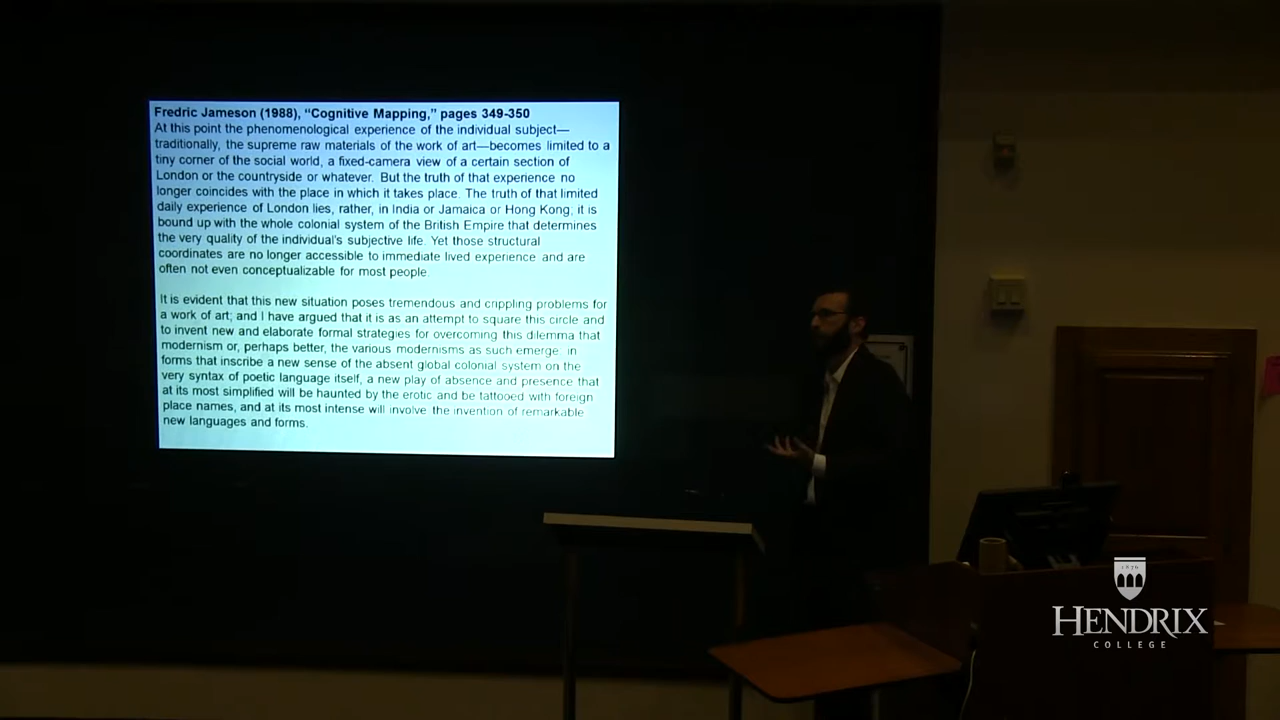 Fredric Jameson (1988), “Cognitive Mapping,” pages 349-350
At this point the phenomenological experience of the individual subject—
traditionally, the supreme raw materials of the work of art—becomes limited to a
tiny corner of the social world, a fixed-camera view of a certain section of
London or the countryside or whatever. But the truth of that experience no
longer coincides with the place in which it takes place. The truth of that limited
daily experience of London lies, rather, in India or Jamaica or Hong Kong; it is
bound up with the whole colonial system of the British Empire that determines
the very quality of the individual's subjective life. Yet those structural
coordinates are no longer accessible to immediate lived experience and are
often not even conceptualizable for most people.
It is evident that this new situation poses tremendous and crippling problems for
a work of art; and I have argued that it is as an attempt to square this circle and
to invent new and elaborate formal strategies for overcoming this dilemma that
modernism or, perhaps better, the various modernisms as such emerge: in
forms that inscribe a new sense of the absent global colonial system on the
very syntax of poetic language itself, a new play of absence and presence that
at its most simplified will be haunted by the erotic and be tattooed with foreign
place names, and at its most intense will involve the invention of remarkable
new languages and forms.
1876
HENDRIX
COLLEGE